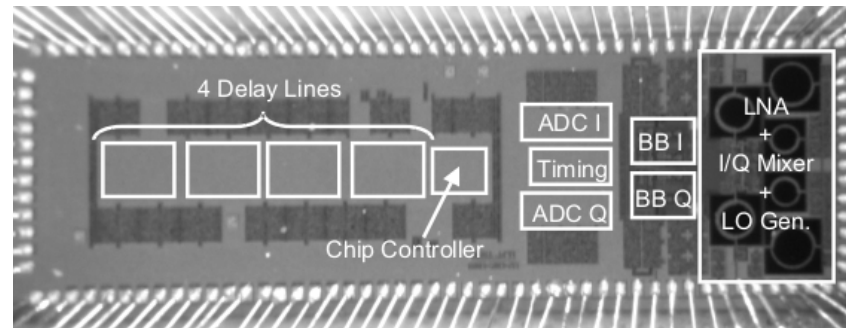 4 Delay Lines
Chip Controller
ADC I
Timing
ADC Q
BB I
BB Q
LNA
+
I/Q Mixer
+
LO Gen.